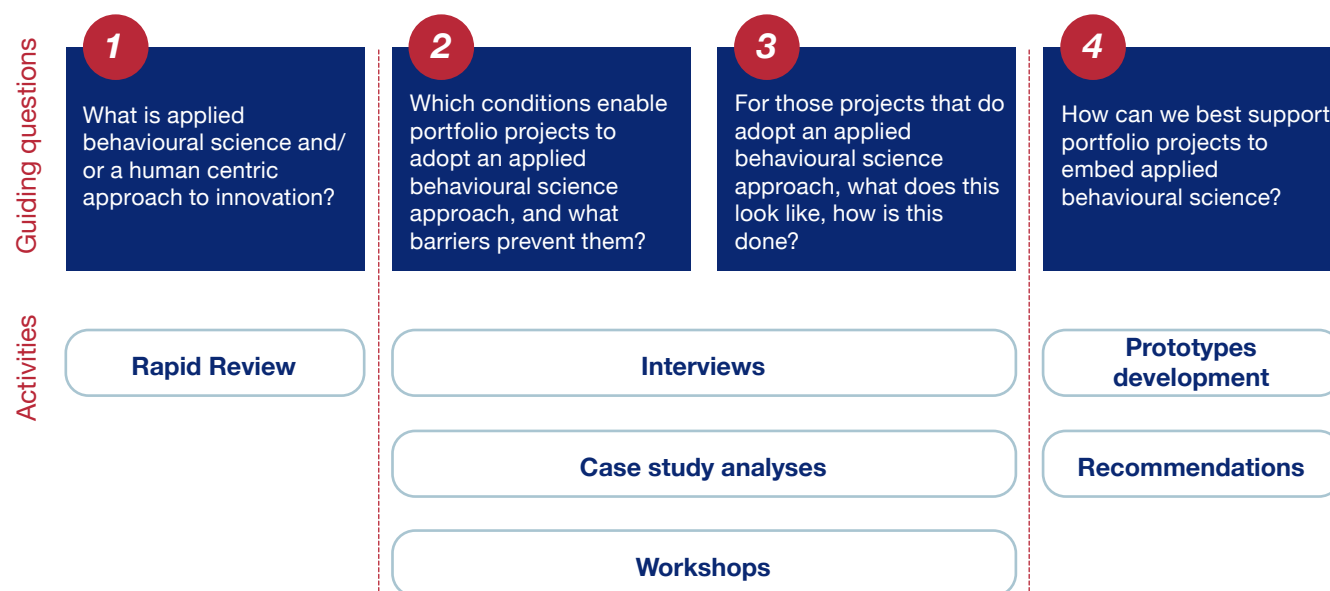 Guiding questions
1
What is applied
behavioural science and/
or a human centric
approach to innovation?
2
Which conditions enable
portfolio projects to
adopt an applied
behavioural science
approach, and what
barriers prevent them?
3
For those projects that do
adopt an applied
behavioural science
approach, what does this
look like, how is this
done?
4
How can we best support
portfolio projects to
embed applied
behavioural science?
Activities
Rapid Review
Interviews
Case study analyses
Workshops
Prototypes
development
Recommendations